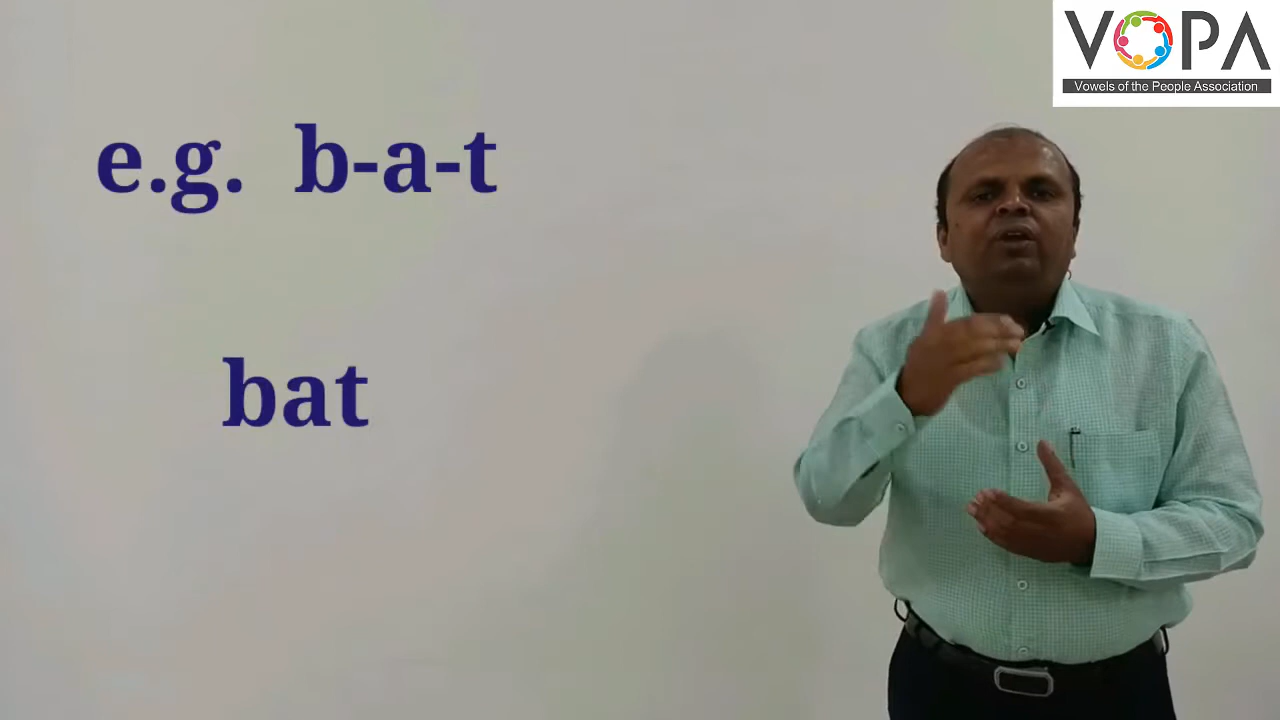 VOPA
Vowels of the People Association
e.g. b-a-t
bat